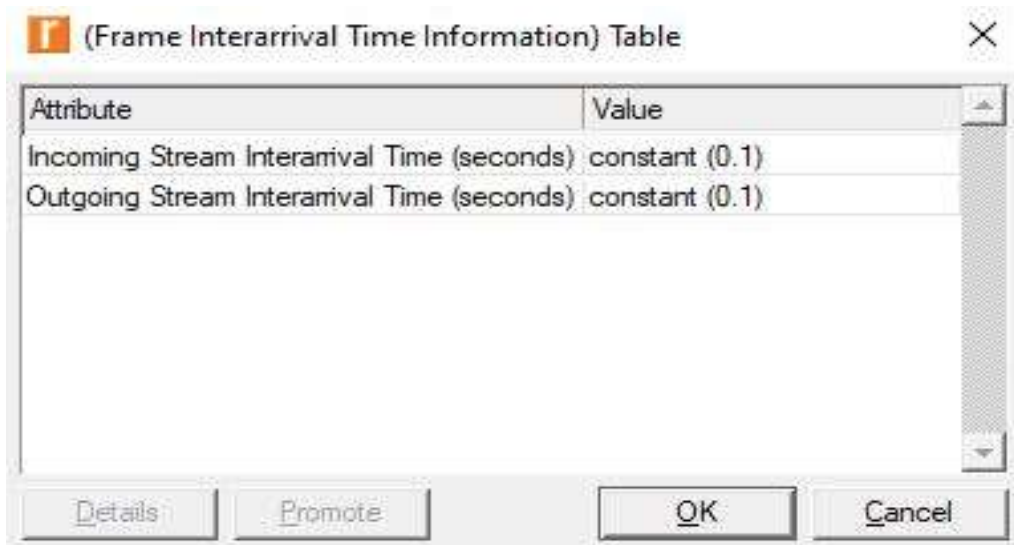 (Frame Interarrival Time Information) Table
Attribute Value
Incoming Stream Interarrival Time (seconds) constant (0.1)
Outgoing Stream Interarrival Time (seconds) constant (0.1)
Details Promote OK Cancel